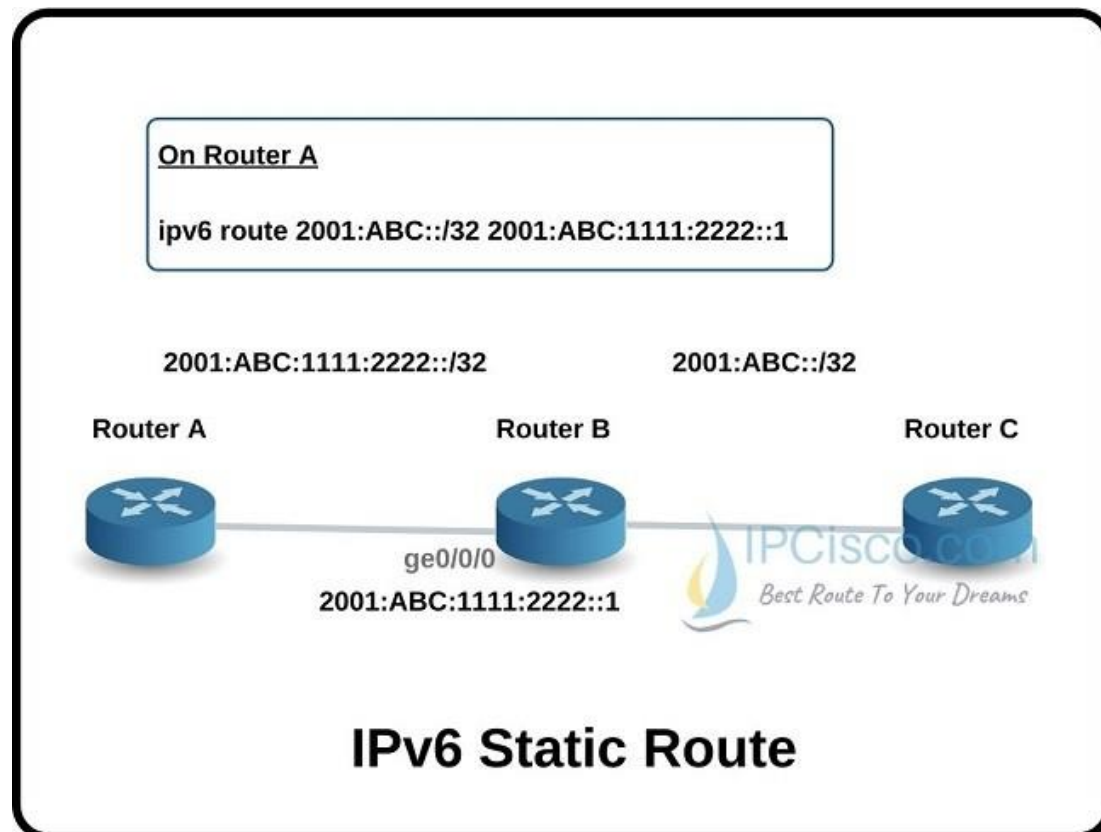 On Router A
ipv6 route 2001:ABC::/32 2001:ABC:1111:2222::1
2001:ABC:1111:2222::/32 2001:ABC::/32
Router A Router B Router C
ge0/0/0
2001:ABC:1111:2222::1
IPCisco.com
Best Route To Your Dreams
IPv6 Static Route